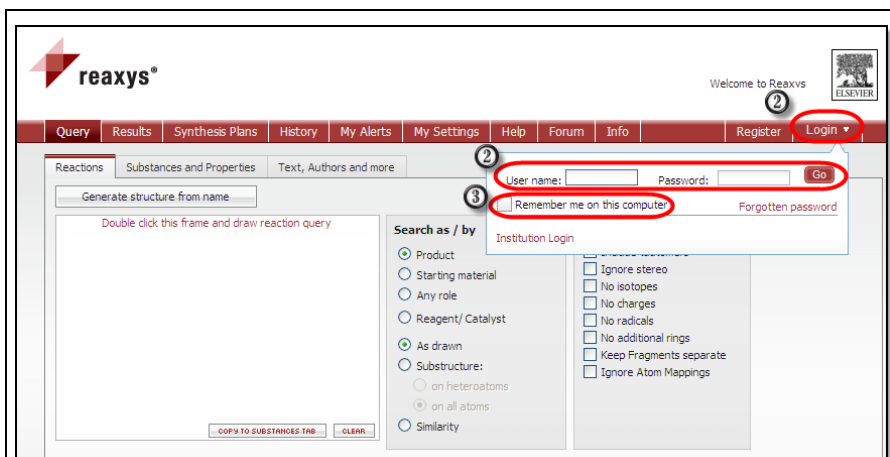 reaxys®
Welcome to Reaxys
ELSEVIER
②
Query Results Synthesis Plans History My Alerts My Settings Help Forum Info Register Login ▼
Reactions Substances and Properties Text, Authors and more
②
User name: Password: Go
Generate structure from name
③
Remember me on this computer Forgotten password
Double click this frame and draw reaction query
Institution Login
Search as / by
Product
Starting material
Any role
Reagent/ Catalyst
As drawn
Substructure:
on heteroatoms
on all atoms
Similarity
Ignore stereo
No isotopes
No charges
No radicals
No additional rings
Keep Fragments separate
Ignore Atom Mappings
COPY TO SUBSTANCES TAB CLEAR